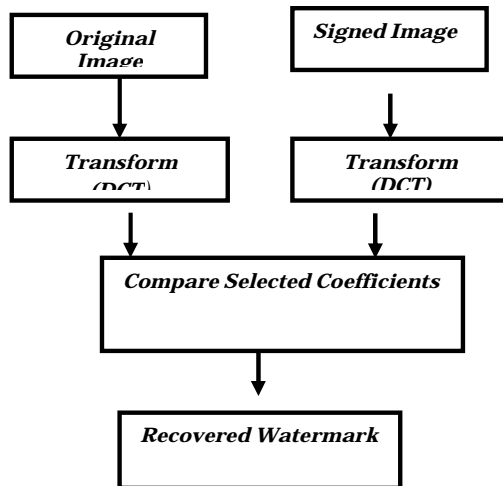 Original
Image
Signed Image
Transform
(DCT)
Transform
(DCT)
Compare Selected Coefficients
Recovered Watermark